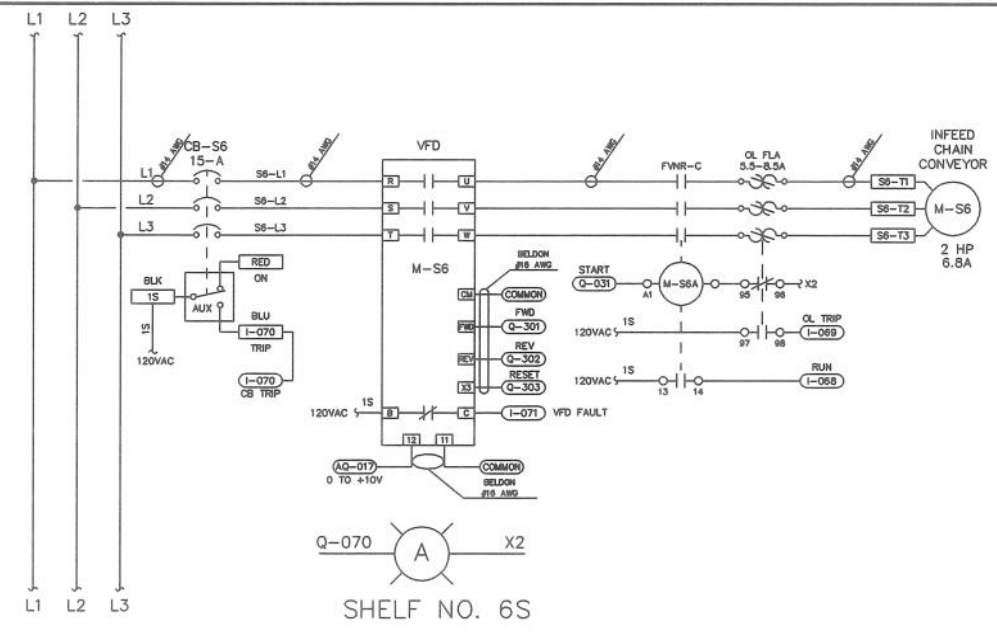 L1 L2 L3
CB-S6
15-A
#14 AWG
#14 AWG
VFD
#14 AWG
FVNR-C
OL FLA
5.5-8.5A
#14 AWG
INFEED
CHAIN
CONVEYOR
L1 S6-L1 R U S6-T1
L2 S6-L2 S V S6-T2 M-S6
L3 S6-L3 T W S6-T3
2 HP
6.8A
M-S6
BELDON
#16 AWG
RED
ON
BLK
1S
AUX
BLU
I-070
TRIP
1S
120VAC
I-070
CB TRIP
CM COMMON
FWD
FWD Q-301
REV
REV Q-302
RESET
X3 Q-303
START
Q-031 A1 M-S6A 95 96 X2
120VAC 1S 97 98 OL TRIP
I-069
120VAC 1S 13 14 RUN
I-068
120VAC 1S B C I-071 VFD FAULT
12 11
AQ-017 COMMON
0 TO +10V
BELDON
#16 AWG
Q-070 A X2
SHELF NO. 6S
L1 L2 L3